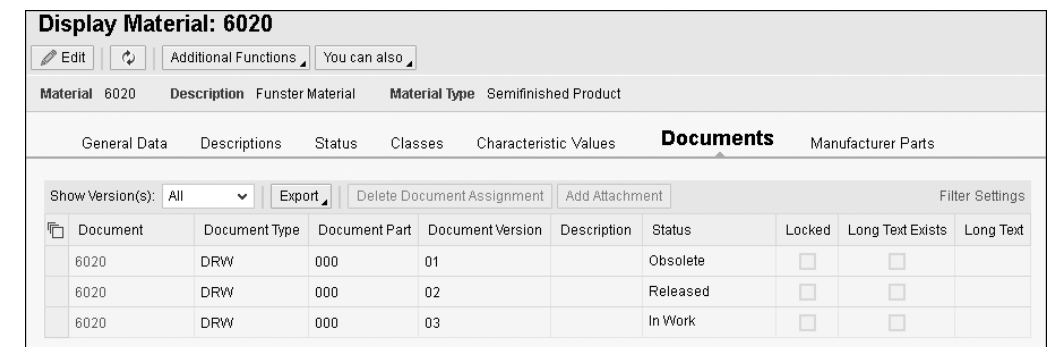 Display Material: 6020
Edit Additional Functions You can also
Material 6020 Description Funster Material Material Type Semifinished Product
General Data Descriptions Status Classes Characteristic Values Documents Manufacturer Parts
Show Version(s): All Export Delete Document Assignment Add Attachment Filter Settings
Document Document Type Document Part Document Version Description Status Locked Long Text Exists Long Text
6020 DRW 000 01 Obsolete
6020 DRW 000 02 Released
6020 DRW 000 03 In Work